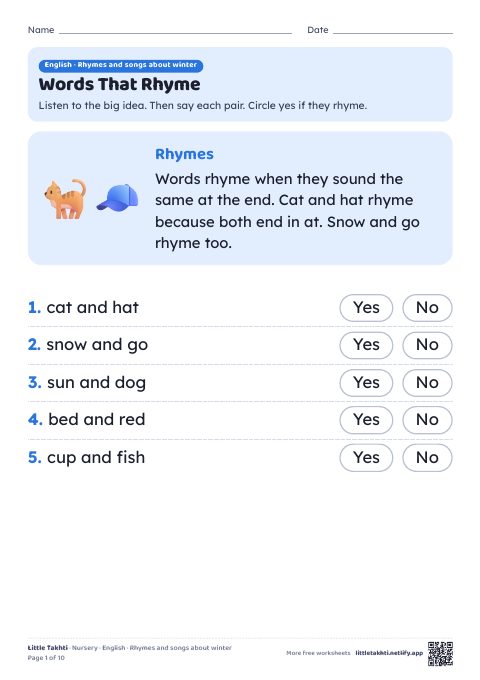 Name Date
English · Rhymes and songs about winter
Words That Rhyme
Listen to the big idea. Then say each pair. Circle yes if they rhyme.
Rhymes
Words rhyme when they sound the
same at the end. Cat and hat rhyme
because both end in at. Snow and go
rhyme too.
1. cat and hat Yes No
2. snow and go Yes No
3. sun and dog Yes No
4. bed and red Yes No
5. cup and fish Yes No
Little Takhti · Nursery · English · Rhymes and songs about winter
Page 1 of 10
More free worksheets · littletakhti.netlify.app